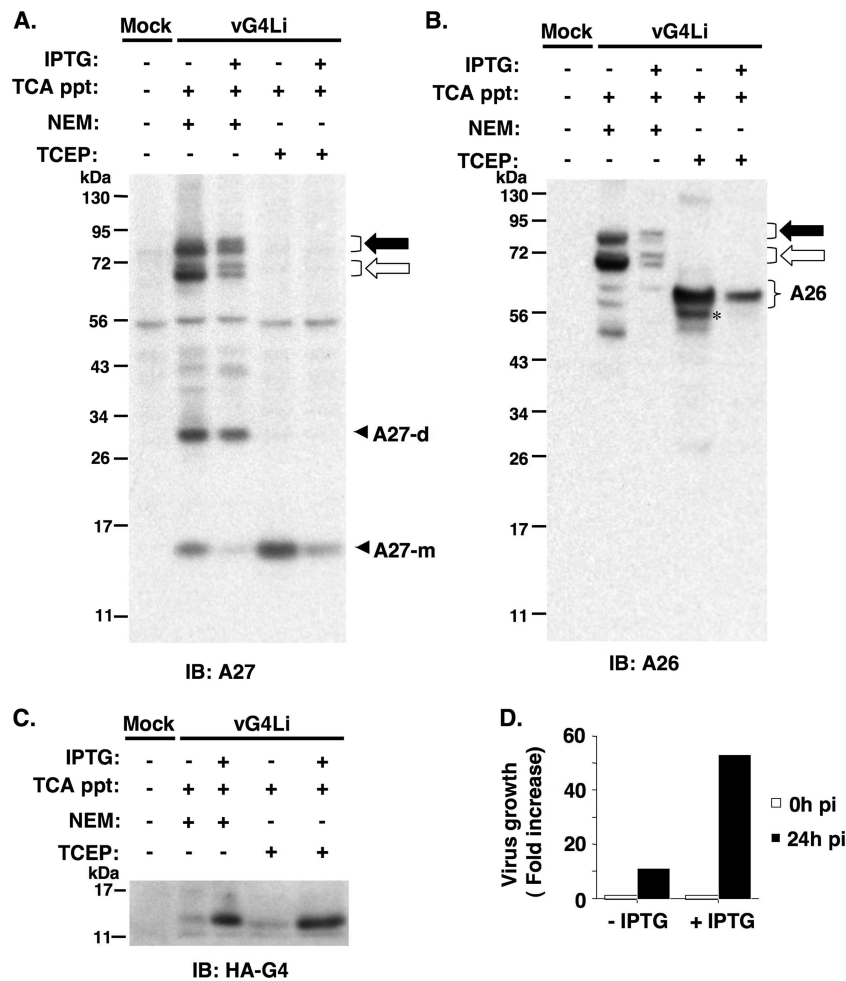 A.
Mock vG4Li
IPTG: - - + - +
TCA ppt: - + + + +
NEM: - + + - -
TCEP: - - - + +
kDa
130
95
72
56
43
34
26
17
11
A27-d
A27-m
IB: A27
B.
Mock vG4Li
IPTG: - - + - +
TCA ppt: - + + + +
NEM: - + + - -
TCEP: - - - + +
kDa
130
95
72
56
43
34
26
17
11
A26
*
IB: A26
C.
Mock vG4Li
IPTG: - - + - +
TCA ppt: - + + + +
NEM: - + + - -
TCEP: - - - + +
kDa
17
11
IB: HA-G4
D.
Virus growth
( Fold increase)
60
40
20
0
- IPTG + IPTG
0h pi
24h pi